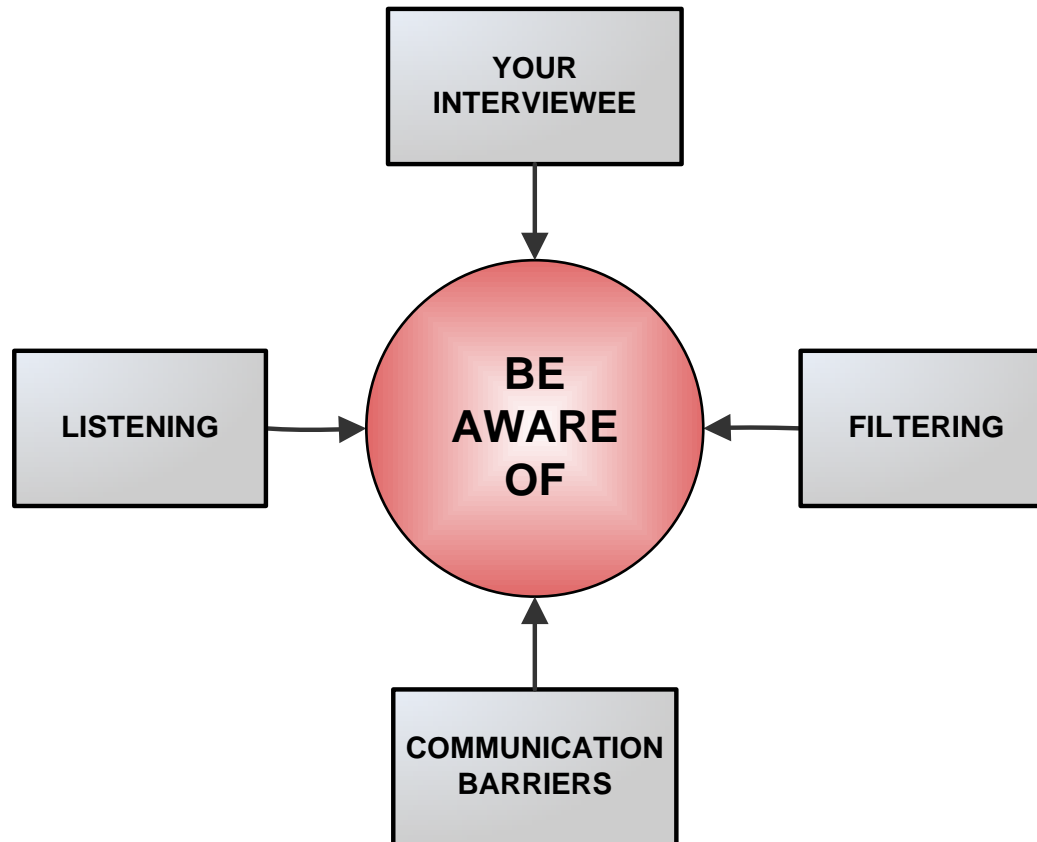 YOUR
INTERVIEWEE
LISTENING
BE
AWARE
OF
FILTERING
COMMUNICATION
BARRIERS